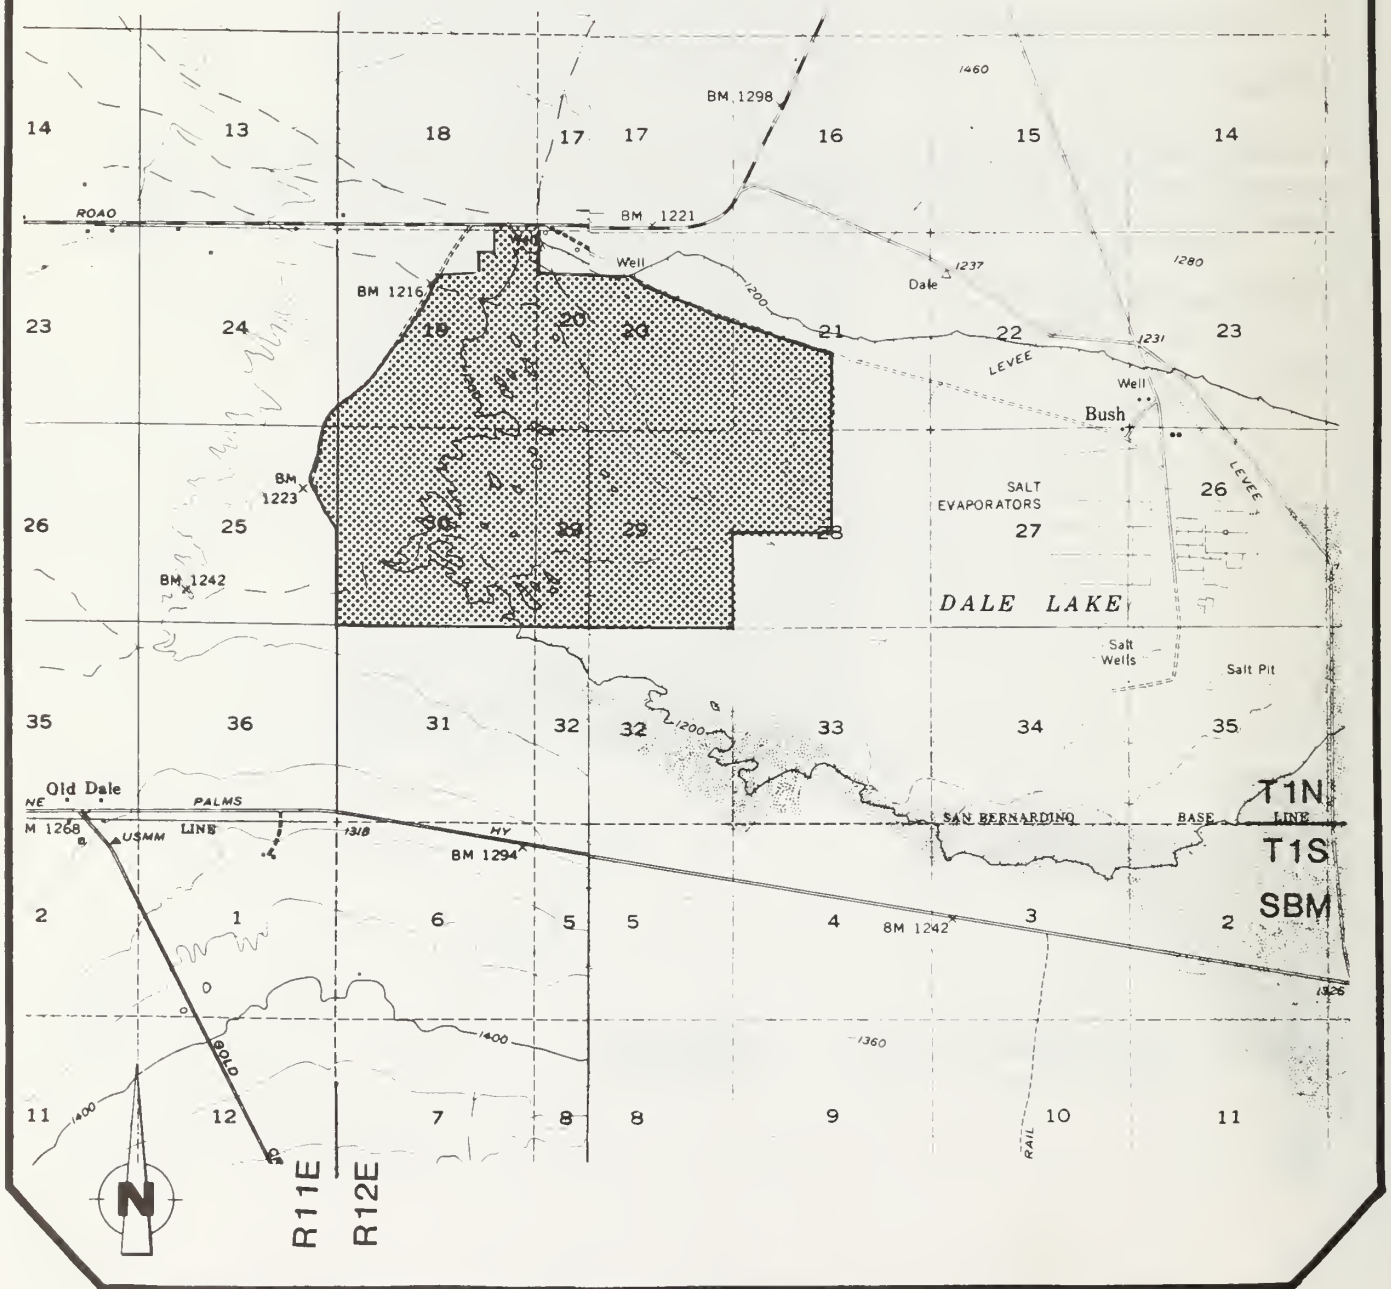 1460
BM 1298
14 13 18 17 17 16 15 14
ROAD
BM 1221
Well
1237
1280
BM 1216
1200
Dale
23 24 19 20 20 21 22 23
1231
LEVEE
Well
Bush
BM
1223
LEVEE
SALT
EVAPORATORS
26 25 30 29 29 28 27 26
BM 1242
DALE LAKE
Salt
Wells
Salt Pit
35 36 31 32 32 33 34 35
1200
Old Dale
NE PALMS HY
T1N
M 1268 LINE
USMM
1318
SAN BERNARDINO BASE LINE
BM 1294
T1S
SBM
2 1 6 5 5 4 3 2
BM 1242
1326
1400
1360
GOLD
1400
11 12 7 8 8 9 10 11
RAIL
N
R11E
R12E